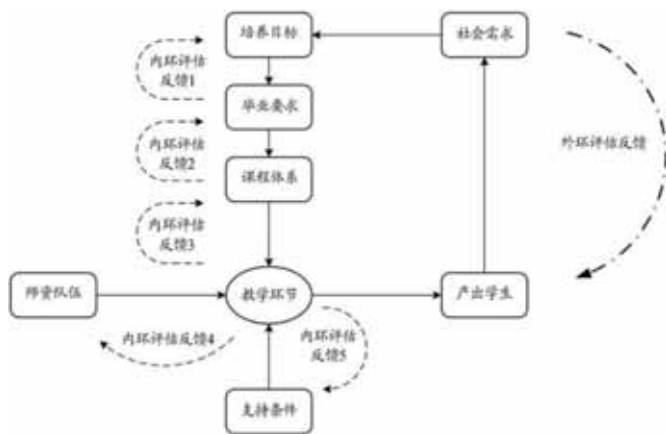 培养目标
社会需求
内环评估
反馈1
毕业要求
内环评估
反馈2
外环评估反馈
课程体系
内环评估
反馈3
师资队伍
教学环节
产出学生
内环评估反馈4
内环评估
反馈5
支持条件